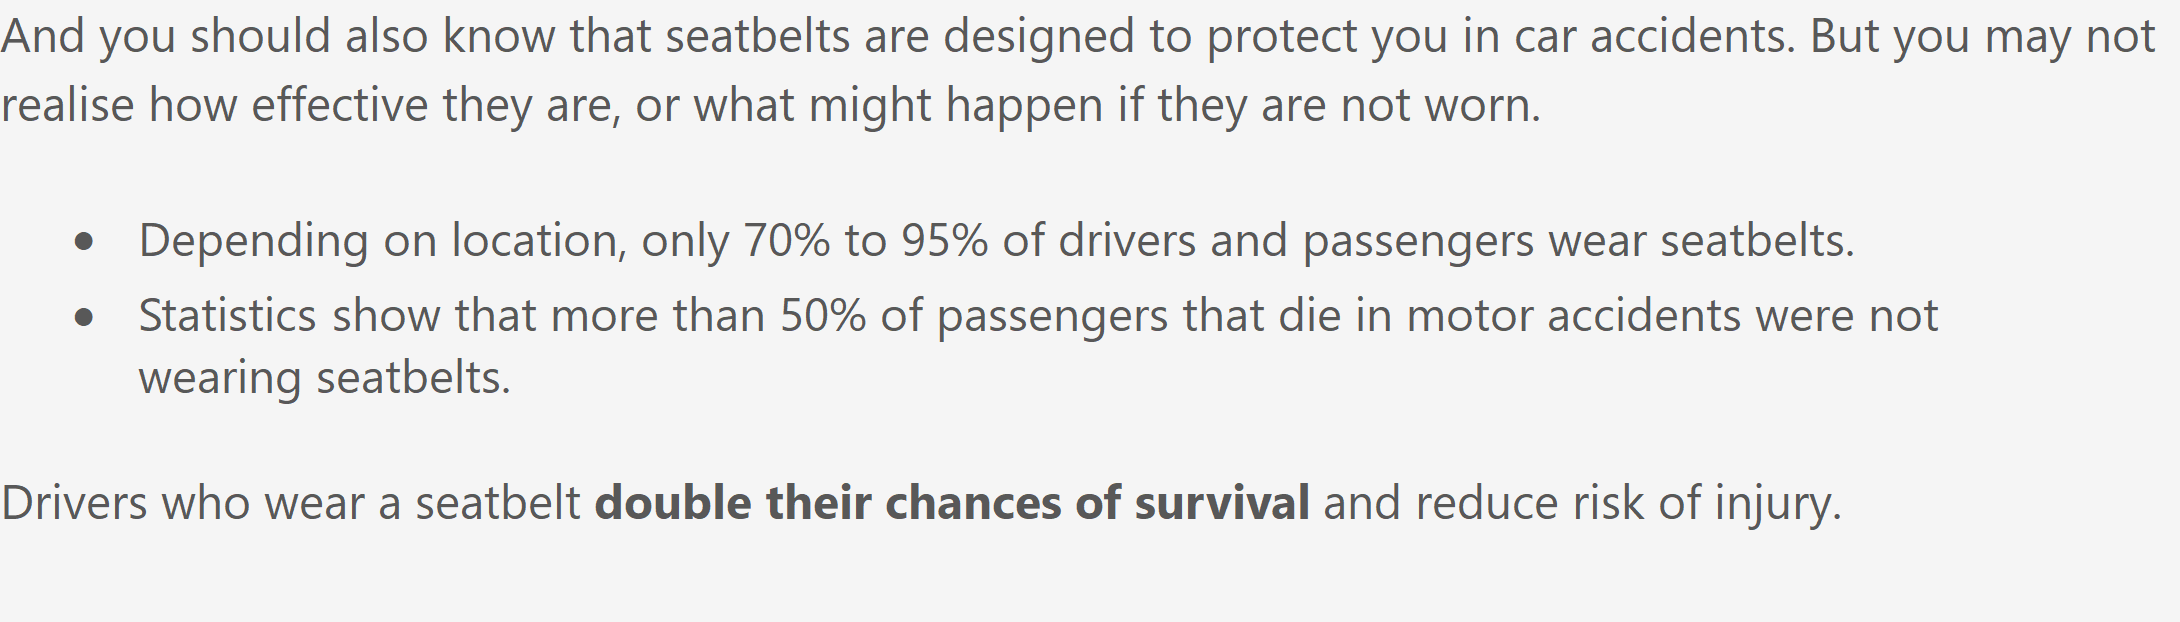 And you should also know that seatbelts are designed to protect you in car accidents. But you may not
realise how effective they are, or what might happen if they are not worn.
● Depending on location, only 70% to 95% of drivers and passengers wear seatbelts.
● Statistics show that more than 50% of passengers that die in motor accidents were not
wearing seatbelts.
Drivers who wear a seatbelt double their chances of survival and reduce risk of injury.